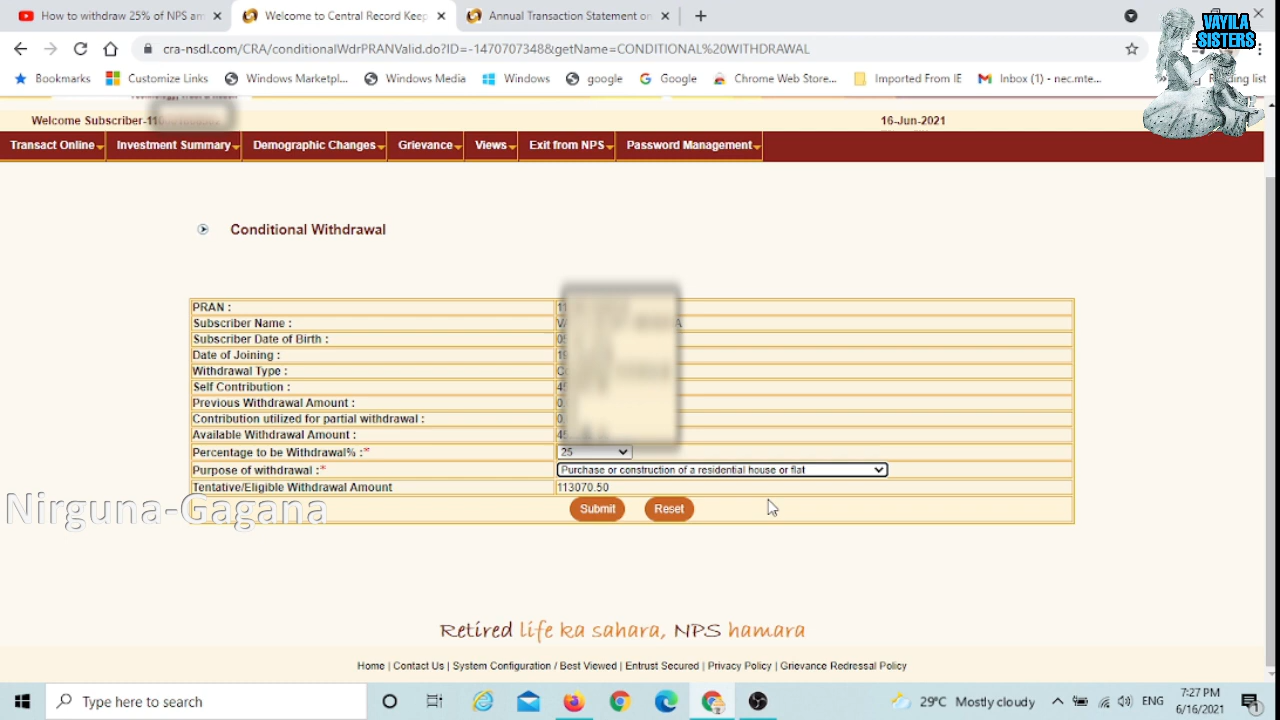 How to withdraw 25% of NPS am
Welcome to Central Record Keep
Annual Transaction Statement on
cra-nsdl.com/CRA/conditionalWdrPRANValid.do?ID=-1470707348&getName=CONDITIONAL%20WITHDRAWAL
VAYILA
SISTERS
Bookmarks
Customize Links
Windows Marketpl...
Windows Media
Windows
google
Google
Chrome Web Store...
Imported From IE
Inbox (1) - nec.mte...
»
Reading list
Welcome Subscriber-11
16-Jun-2021
Transact Online
Investment Summary
Demographic Changes
Grievance
Views
Exit from NPS
Password Management
Conditional Withdrawal
PRAN :
Subscriber Name :
Subscriber Date of Birth :
Date of Joining :
Withdrawal Type :
Self Contribution :
Previous Withdrawal Amount :
Contribution utilized for partial withdrawal :
Available Withdrawal Amount :
Percentage to be Withdrawal% :* 25
Purpose of withdrawal :* Purchase or construction of a residential house or flat
Tentative/Eligible Withdrawal Amount 113070.50
Submit Reset
Nirguna-Gagana
Retired life ka sahara, NPS hamara
Home | Contact Us | System Configuration / Best Viewed | Entrust Secured | Privacy Policy | Grievance Redressal Policy
Type here to search
29°C Mostly cloudy
ENG
7:27 PM
6/16/2021